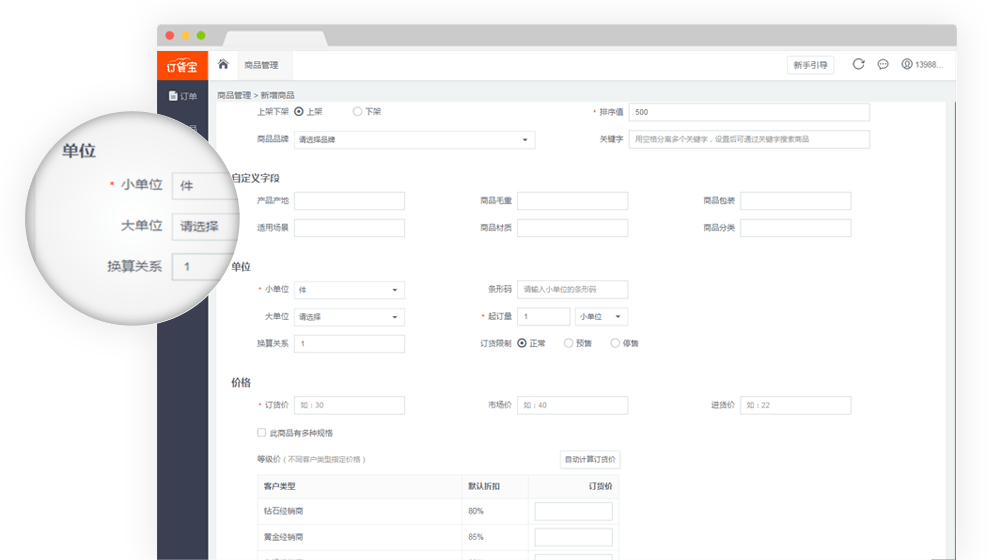 订货宝
商品管理
新手引导
13988...
订单
商品管理 > 新增商品
上架下架 上架 下架
* 排序值 500
商品品牌 请选择品牌
关键字 用空格分离多个关键字，设置后可通过关键字搜索商品
自定义字段
产品产地 商品毛重 商品包装
适用场景 商品材质 商品分类
单位
* 小单位 件
大单位 请选择
换算关系 1
单位
* 小单位 件 条形码 请输入小单位的条形码
大单位 请选择 * 起订量 1 小单位
换算关系 1 订货限制 正常 预售 停售
价格
* 订货价 如：30 市场价 如：40 进货价 如：22
此商品有多种规格
等级价（不同客户类型指定价格） 自动计算订货价
客户类型 默认折扣 订货价
钻石经销商 80%
黄金经销商 85%